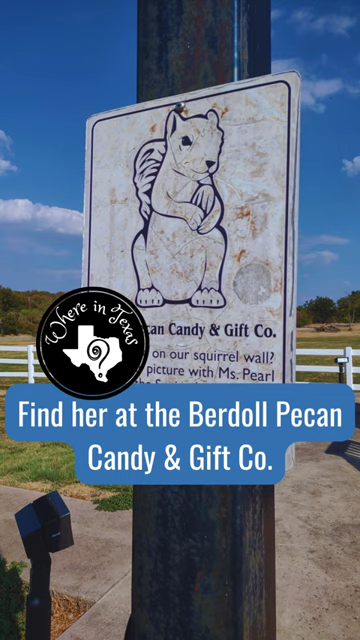 can Candy & Gift Co.
on our squirrel wall?
picture with Ms. Pearl
Where in Texas
?
Find her at the Berdoll Pecan
Candy & Gift Co.